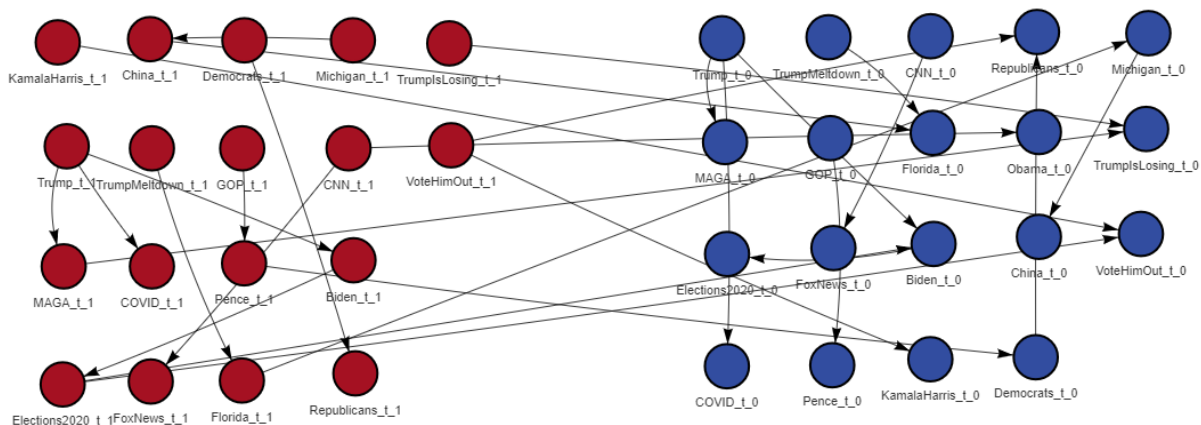 KamalaHarris_t_1
China_t_1
Democrats_t_1
Michigan_t_1
TrumpIsLosing_t_1
Trump_t_0
TrumpMeltdown_t_0
CNN_t_0
Republicans_t_0
Michigan_t_0
Trump_t_1
TrumpMeltdown_t_1
GOP_t_1
CNN_t_1
VoteHimOut_t_1
MAGA_t_0
GOP_t_0
Florida_t_0
Obama_t_0
TrumpIsLosing_t_0
MAGA_t_1
COVID_t_1
Pence_t_1
Biden_t_1
Elections2020_t_0
FoxNews_t_0
Biden_t_0
China_t_0
VoteHimOut_t_0
Elections2020_t_1
FoxNews_t_1
Florida_t_1
Republicans_t_1
COVID_t_0
Pence_t_0
KamalaHarris_t_0
Democrats_t_0